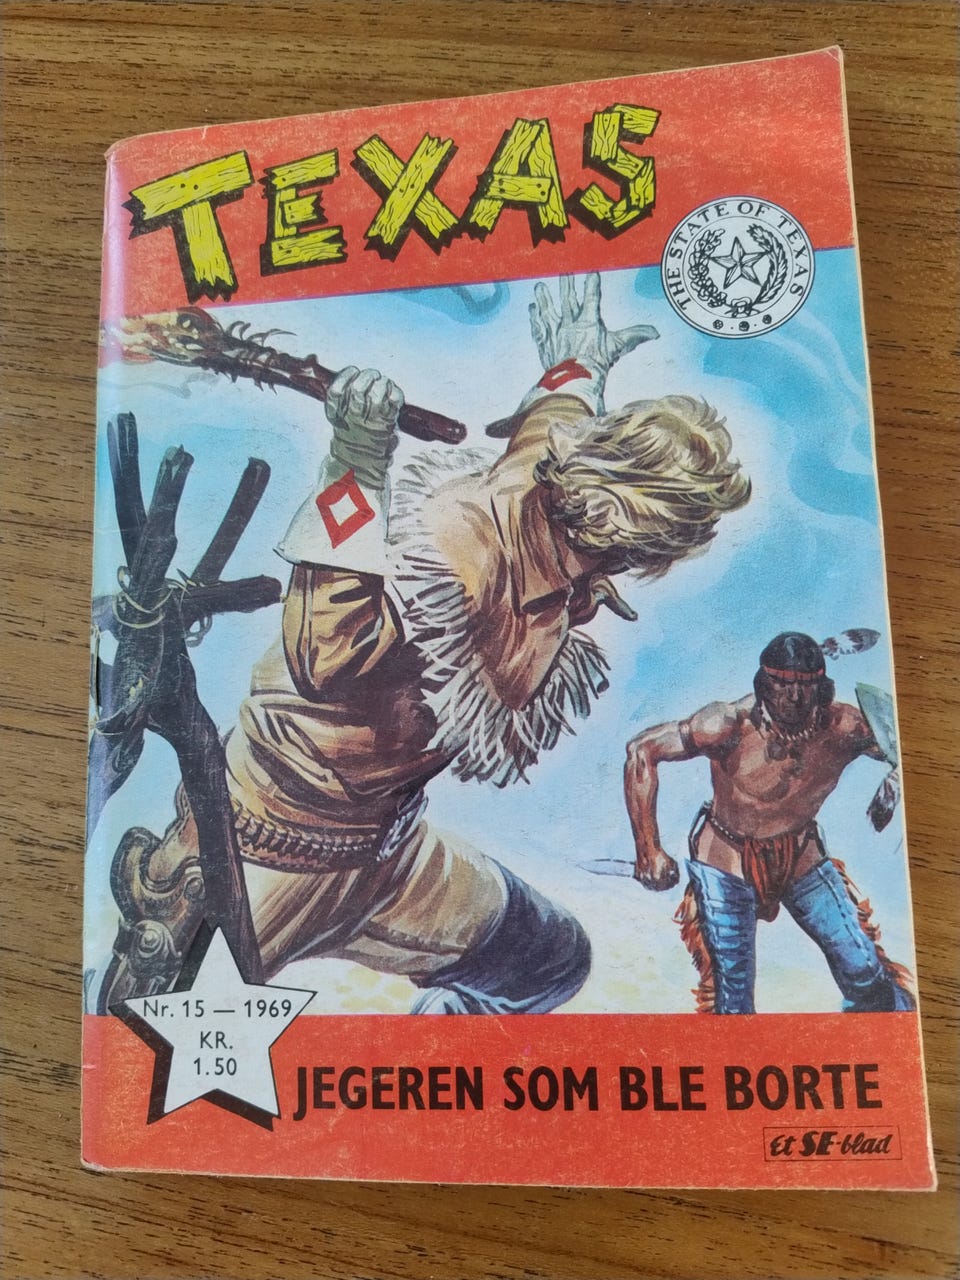 TEXAS
THE STATE OF TEXAS
Nr. 15 — 1969
KR.
1.50
JEGEREN SOM BLE BORTE
Et SE-blad